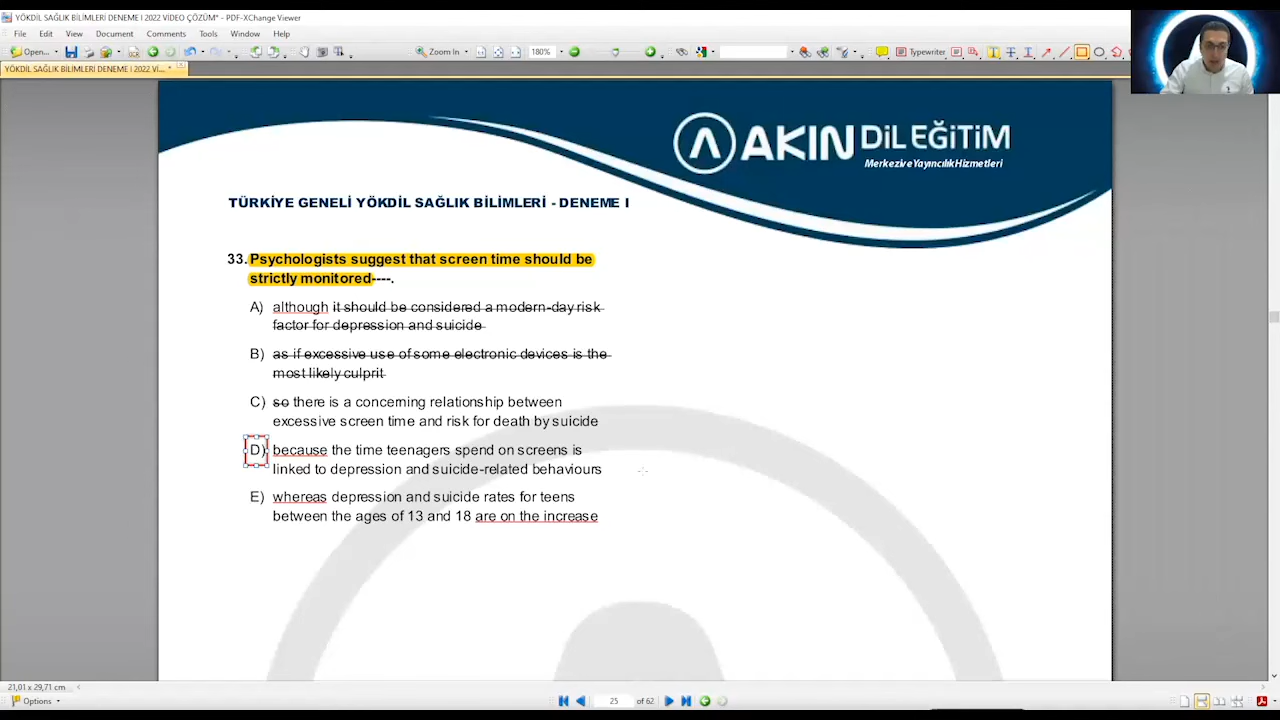 YÖKDİL SAĞLIK BİLİMLERİ DENEME I 2022 VİDEO ÇÖZÜM* - PDF-XChange Viewer
File Edit View Document Comments Tools Window Help
Open... Zoom In 180% Typewriter
YÖKDİL SAĞLIK BİLİMLERİ DENEME I 2022 Vİ... *
AKIN DİL EĞİTİM
Merkezi ve Yayıncılık Hizmetleri
TÜRKİYE GENELİ YÖKDİL SAĞLIK BİLİMLERİ - DENEME I
33. Psychologists suggest that screen time should be
strictly monitored----.
A) although it should be considered a modern-day risk
factor for depression and suicide
B) as if excessive use of some electronic devices is the
most likely culprit
C) so there is a concerning relationship between
excessive screen time and risk for death by suicide
D) because the time teenagers spend on screens is
linked to depression and suicide-related behaviours
E) whereas depression and suicide rates for teens
between the ages of 13 and 18 are on the increase
21,01 x 29,71 cm
Options 25 of 62